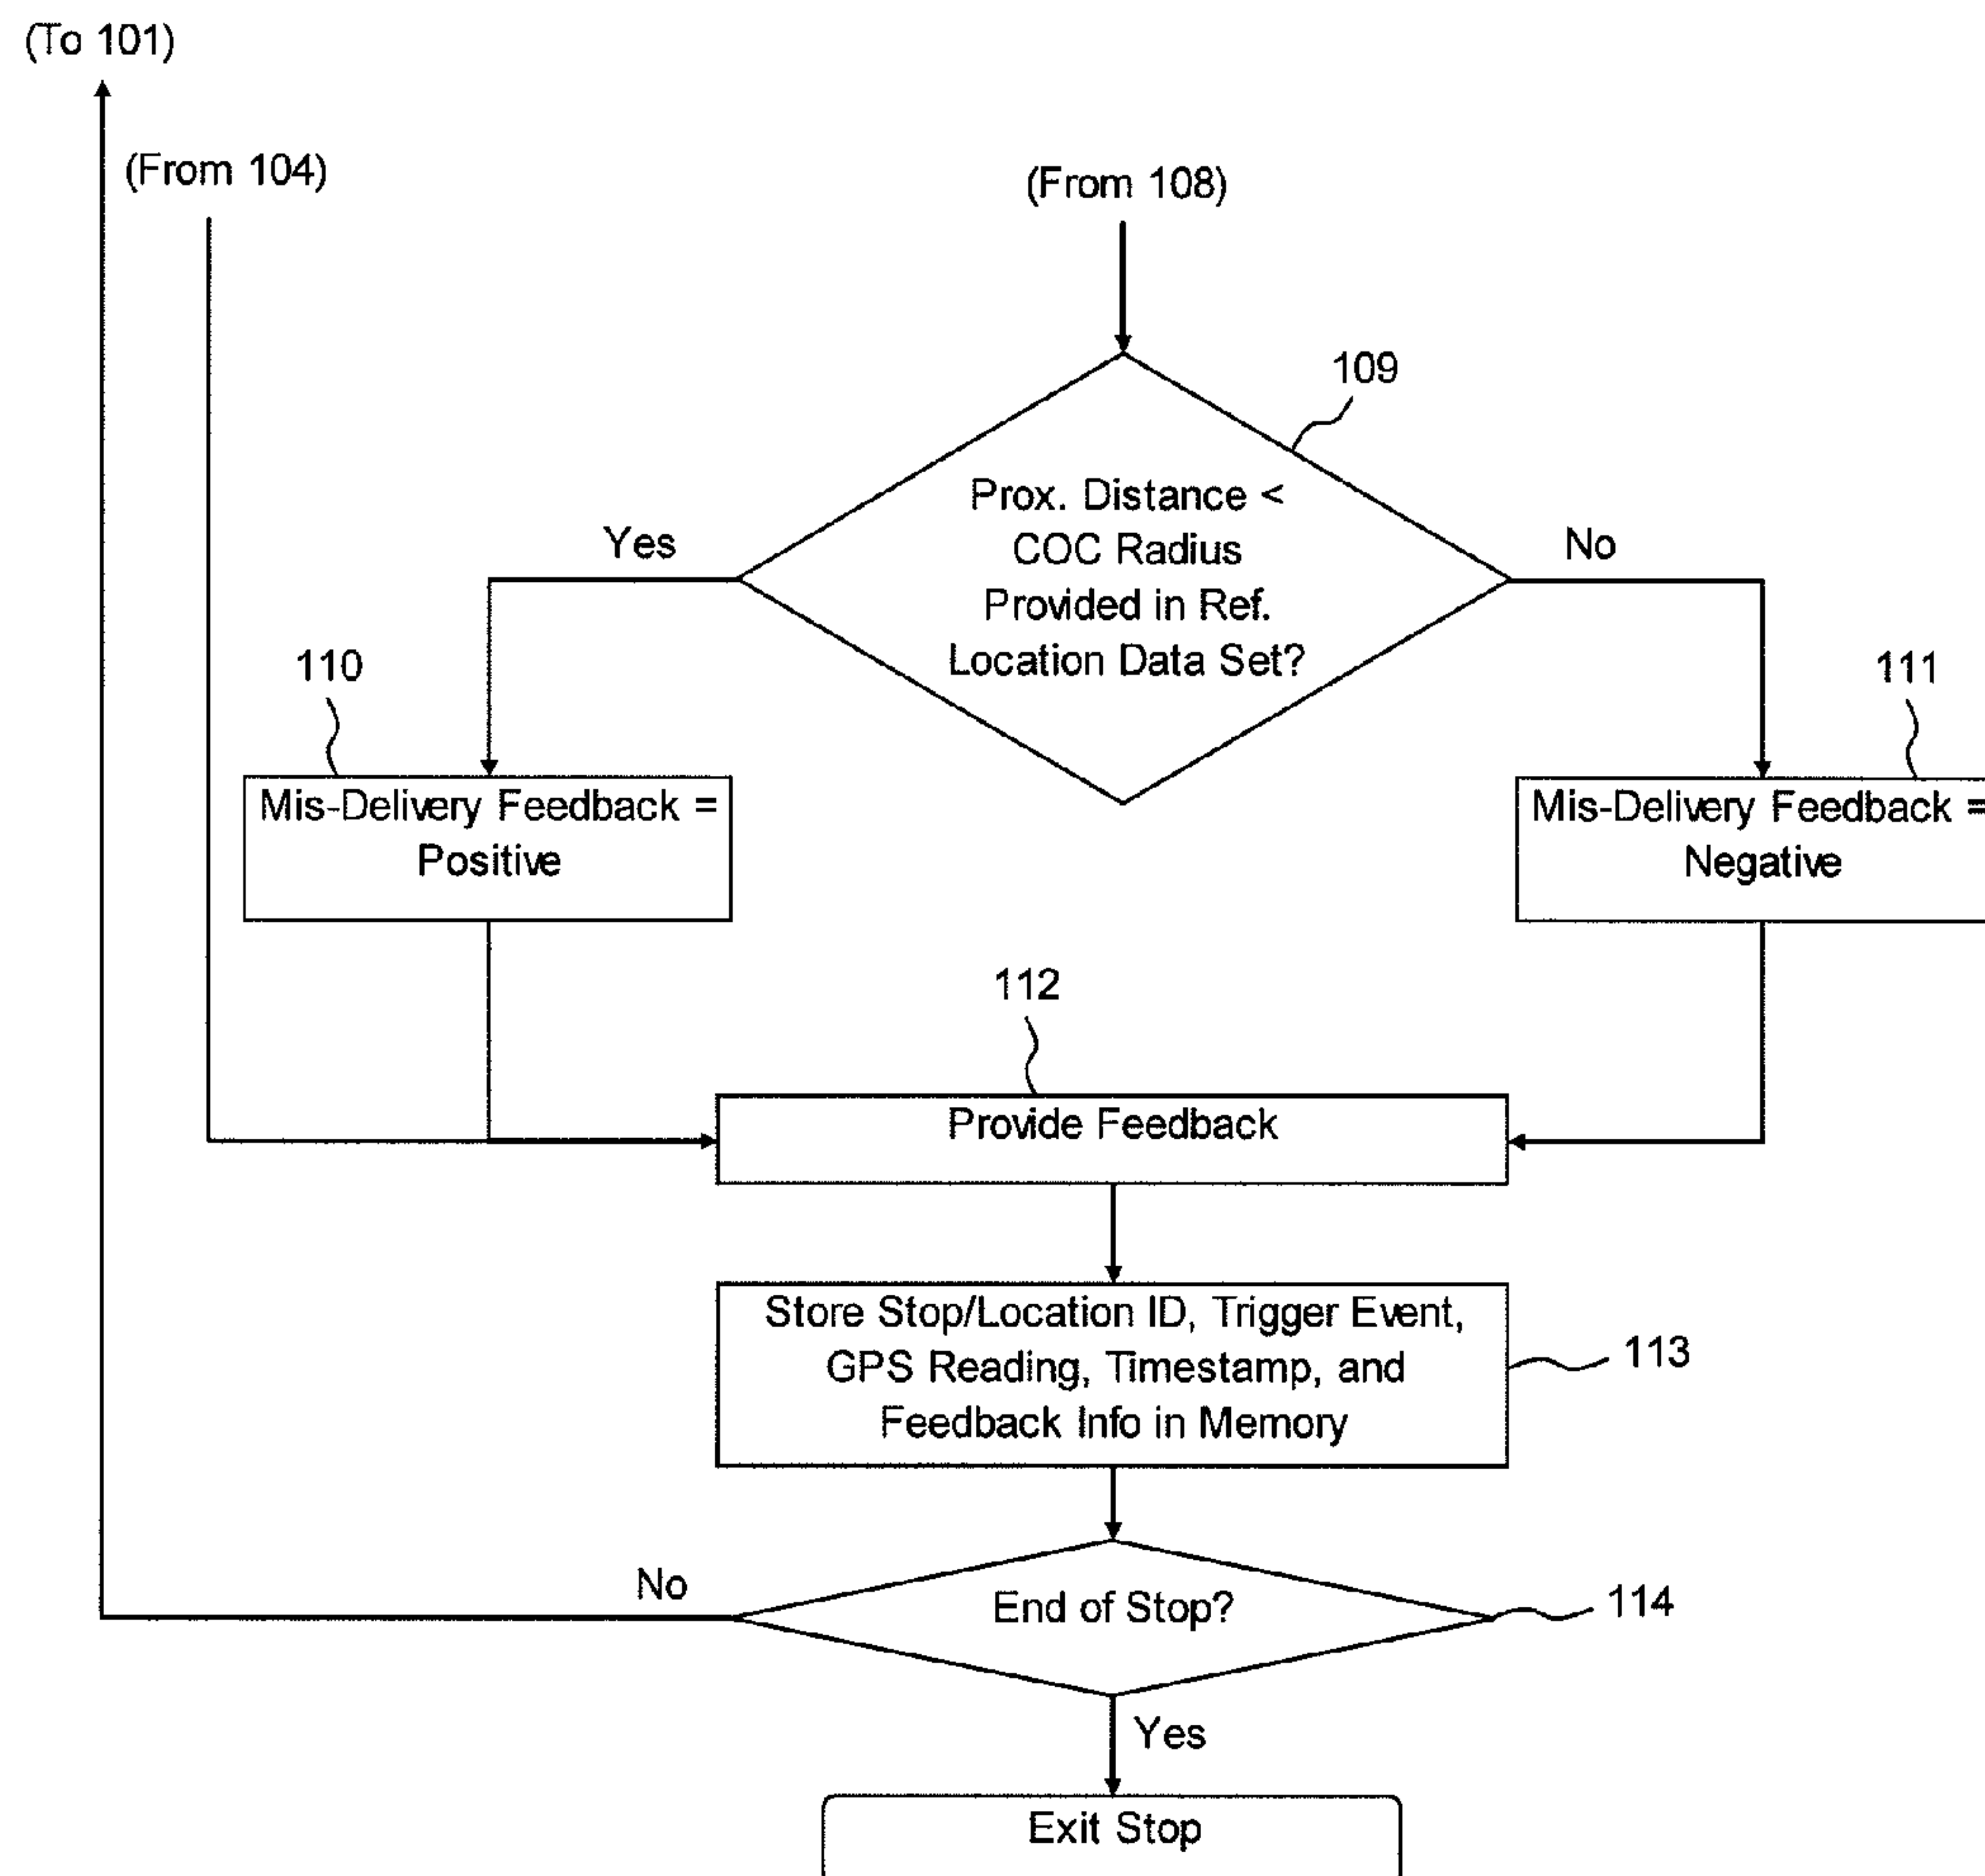 (To 101)
(From 104)
(From 108)
109
Prox. Distance <
COC Radius
Provided in Ref.
Location Data Set?
Yes
No
110
111
Mis-Delivery Feedback =
Positive
Mis-Delivery Feedback =
Negative
112
Provide Feedback
Store Stop/Location ID, Trigger Event,
GPS Reading, Timestamp, and
Feedback Info in Memory
113
No
End of Stop?
114
Yes
Exit Stop